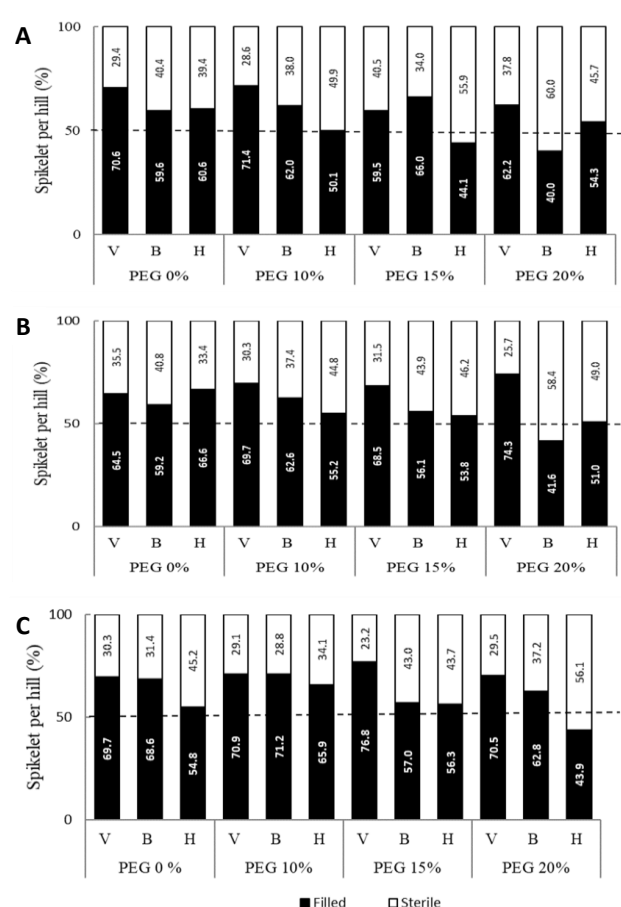 A
Spikelet per hill (%)
100
50
0
29.4 40.4 39.4 28.6 38.0 49.9 40.5 34.0 55.9 37.8 60.0 45.7
70.6 59.6 60.6 71.4 62.0 50.1 59.5 66.0 44.1 62.2 40.0 54.3
V B H V B H V B H V B H
PEG 0% PEG 10% PEG 15% PEG 20%
B
Spikelet per hill (%)
100
50
0
35.5 40.8 33.4 30.3 37.4 44.8 31.5 43.9 46.2 25.7 58.4 49.0
64.5 59.2 66.6 69.7 62.6 55.2 68.5 56.1 53.8 74.3 41.6 51.0
V B H V B H V B H V B H
PEG 0% PEG 10% PEG 15% PEG 20%
C
Spikelet per hill (%)
100
50
0
30.3 31.4 45.2 29.1 28.8 34.1 23.2 43.0 43.7 29.5 37.2 56.1
69.7 68.6 54.8 70.9 71.2 65.9 76.8 57.0 56.3 70.5 62.8 43.9
V B H V B H V B H V B H
PEG 0 % PEG 10% PEG 15% PEG 20%
Filled Sterile